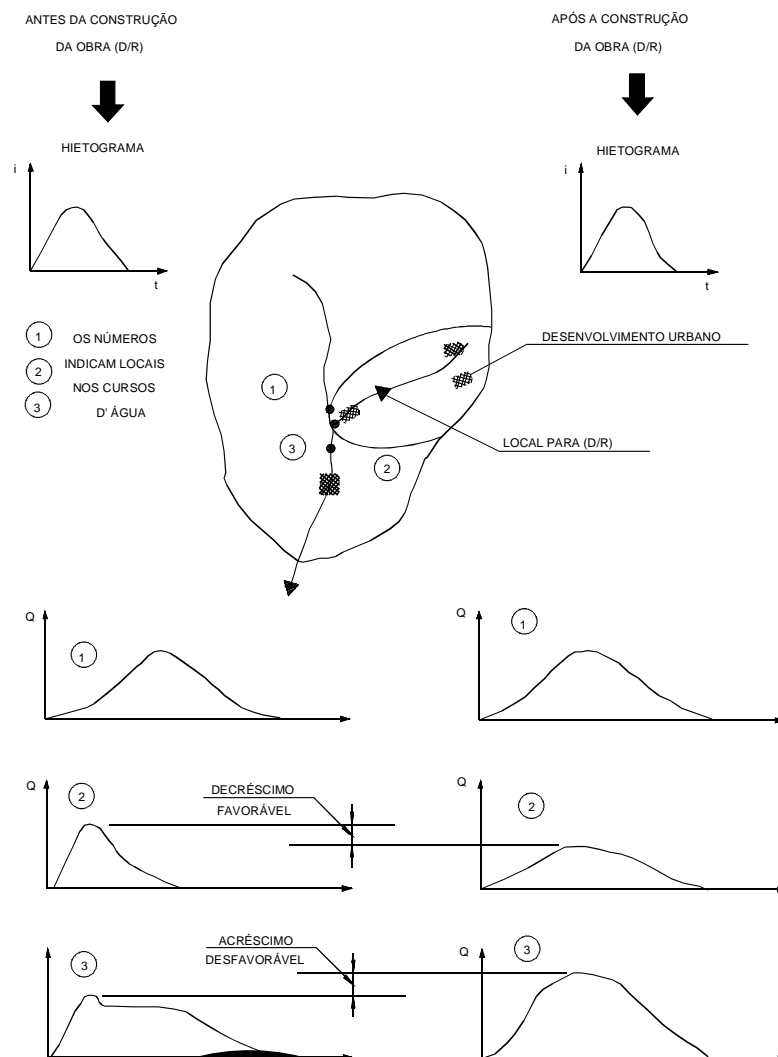 ANTES DA CONSTRUÇÃO
DA OBRA (D/R)
APÓS A CONSTRUÇÃO
DA OBRA (D/R)
HIETOGRAMA
i
t
HIETOGRAMA
i
t
1
2
3
OS NÚMEROS
INDICAM LOCAIS
NOS CURSOS
D' ÁGUA
DESENVOLVIMENTO URBANO
LOCAL PARA (D/R)
1
3
2
Q
1
Q
1
Q
2
DECRÉSCIMO
FAVORÁVEL
Q
2
3
ACRÉSCIMO
DESFAVORÁVEL
Q
3